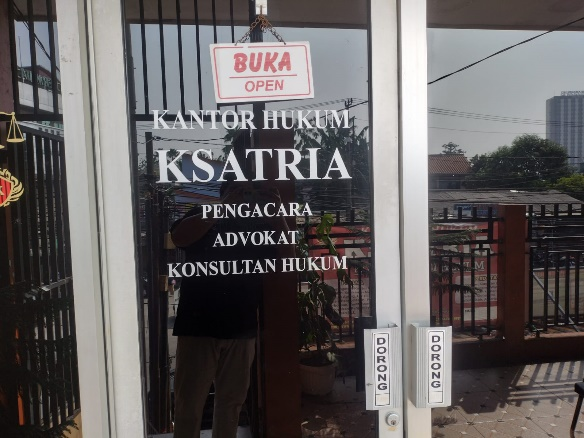 BUKA
OPEN
KANTOR HUKUM
KSATRIA
PENGACARA
ADVOKAT
KONSULTAN HUKUM
DORONG
DORONG